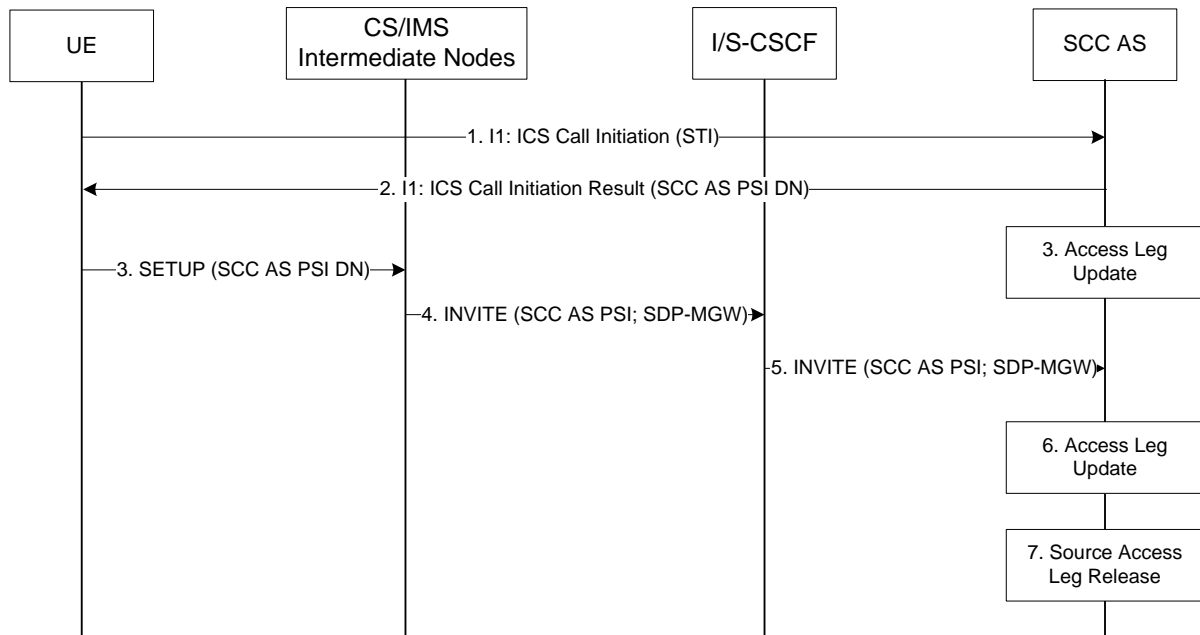 UE
CS/IMS
Intermediate Nodes
I/S-CSCF
SCC AS
1. I1: ICS Call Initiation (STI)
2. I1: ICS Call Initiation Result (SCC AS PSI DN)
3. Access Leg
Update
3. SETUP (SCC AS PSI DN)
4. INVITE (SCC AS PSI; SDP-MGW)
5. INVITE (SCC AS PSI; SDP-MGW)
6. Access Leg
Update
7. Source Access
Leg Release